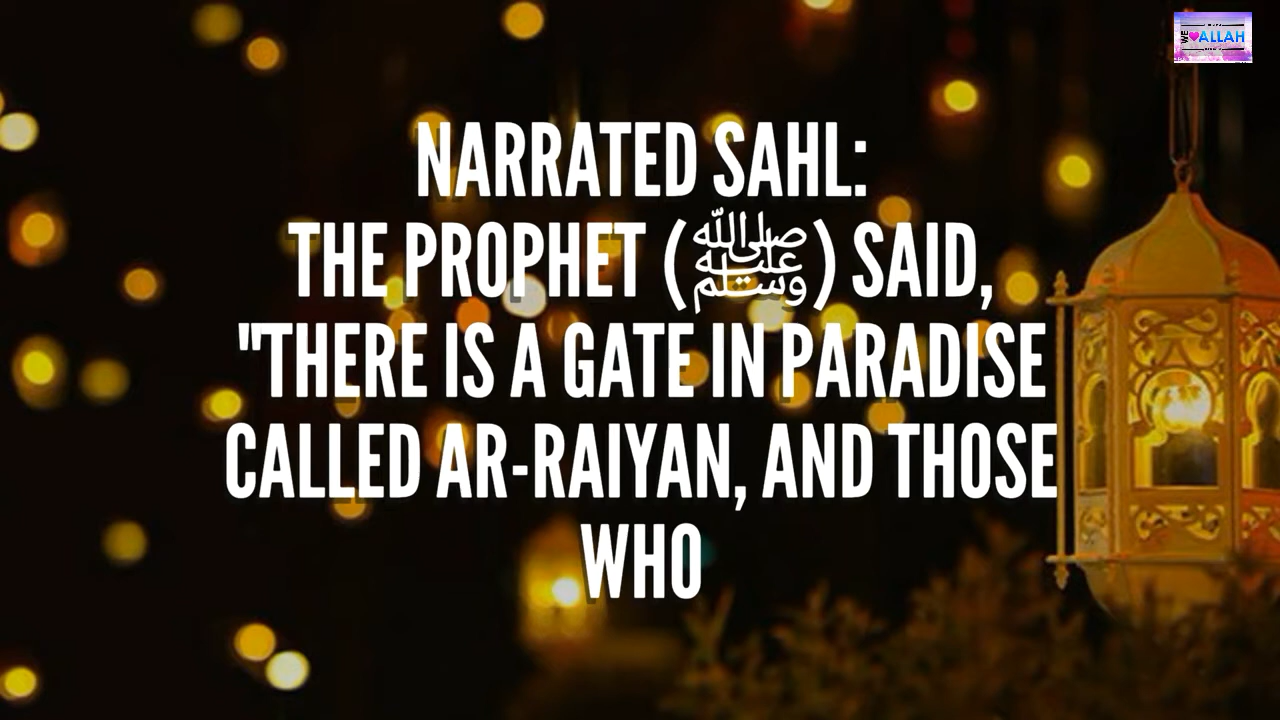 WE ALLAH
NARRATED SAHL:
THE PROPHET (ﷺ) SAID,
"THERE IS A GATE IN PARADISE
CALLED AR-RAIYAN, AND THOSE
WHO